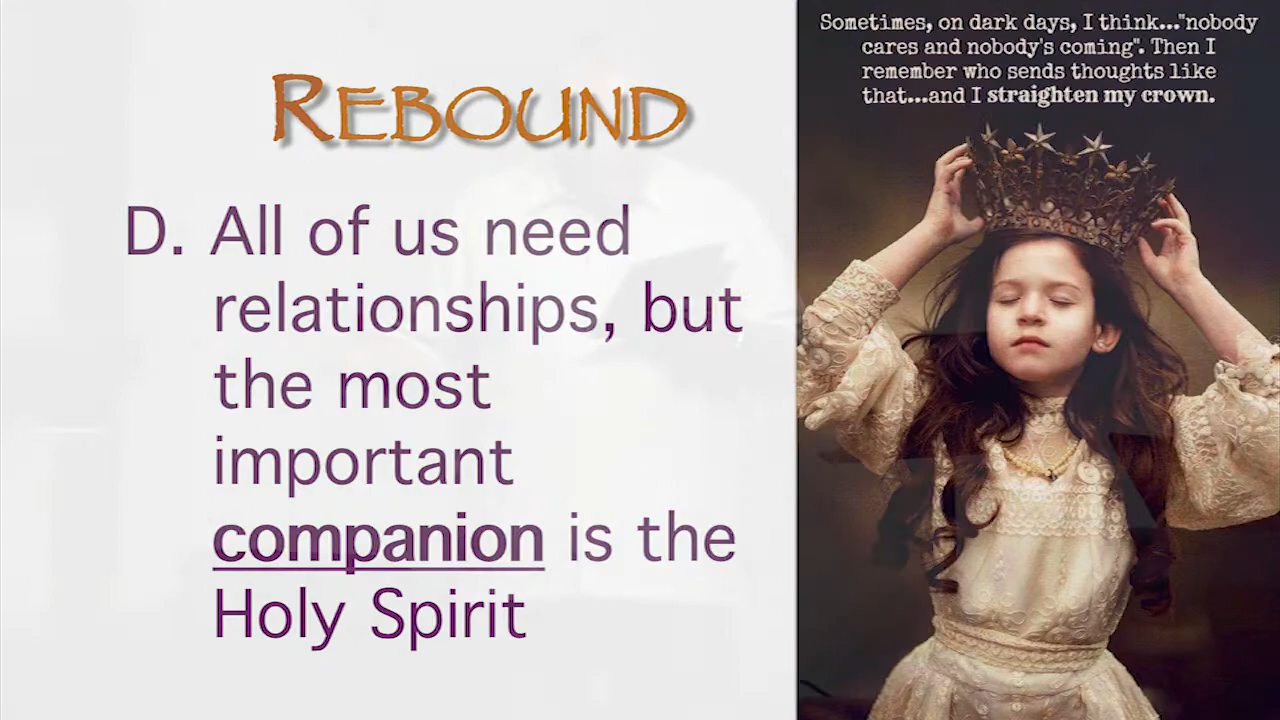 REBOUND
D. All of us need
relationships, but
the most
important
companion is the
Holy Spirit
Sometimes, on dark days, I think..."nobody
cares and nobody's coming". Then I
remember who sends thoughts like
that...and I straighten my crown.